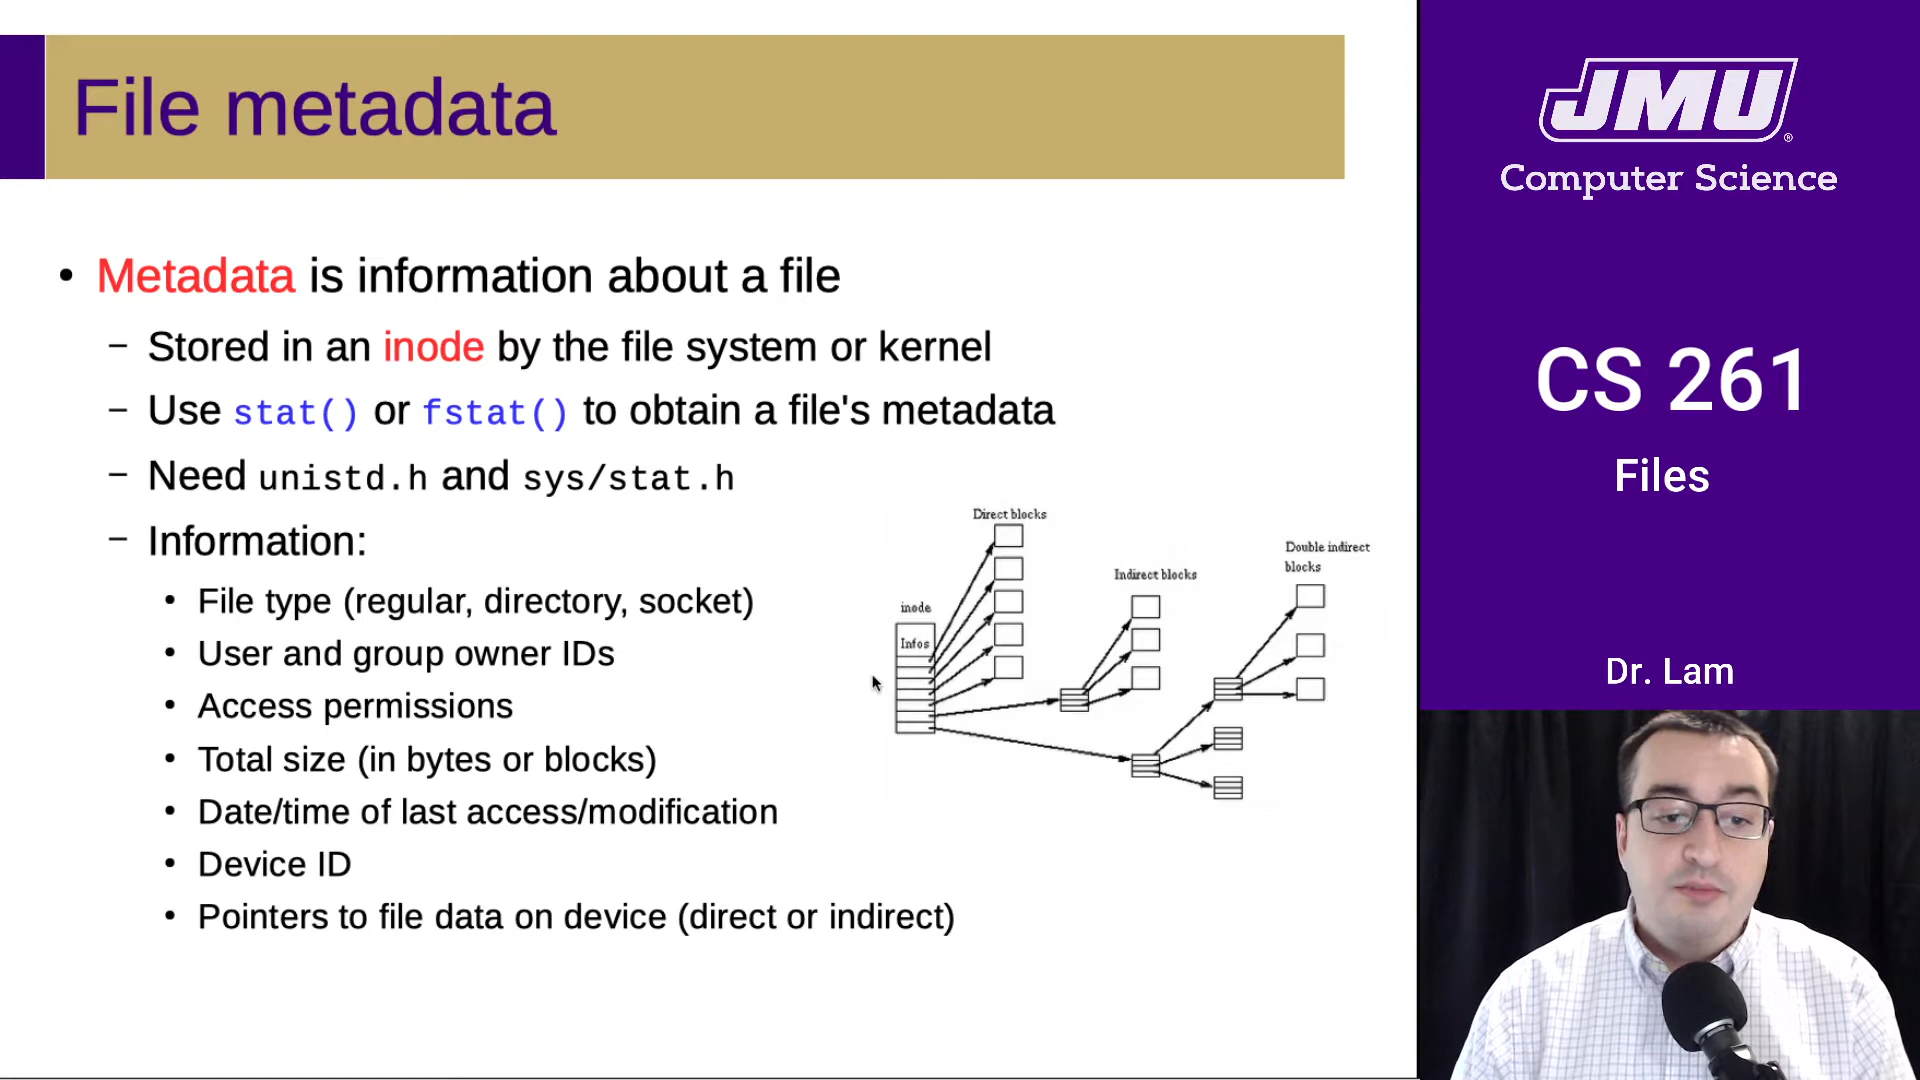 File metadata
• Metadata is information about a file
– Stored in an inode by the file system or kernel
– Use stat() or fstat() to obtain a file's metadata
– Need unistd.h and sys/stat.h
– Information:
• File type (regular, directory, socket)
• User and group owner IDs
• Access permissions
• Total size (in bytes or blocks)
• Date/time of last access/modification
• Device ID
• Pointers to file data on device (direct or indirect)
Direct blocks
Indirect blocks
Double indirect
blocks
inode
Infos
JMU®
Computer Science
CS 261
Files
Dr. Lam